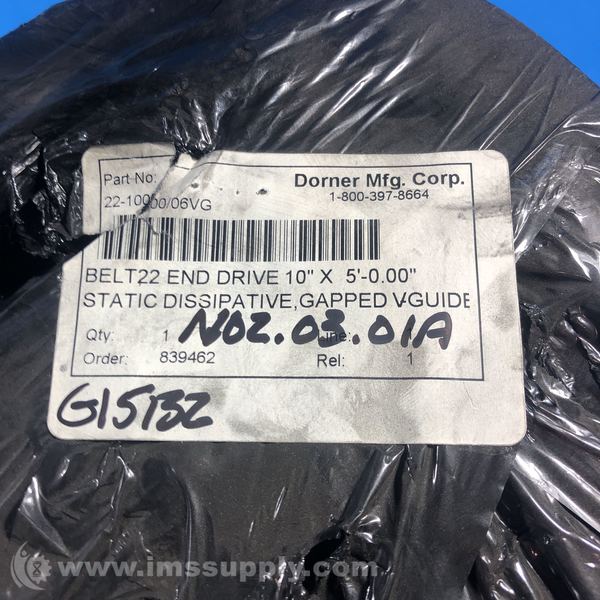 Part No:
Dorner Mfg. Corp.
22-10000/06VG
1-800-397-8664
BELT22 END DRIVE 10" X 5'-0.00"
STATIC DISSIPATIVE,GAPPED V-GUIDE
Qty: 1 N02.03.01A
Order: 839462 Rel: 1
G15132
www.imssupply.com